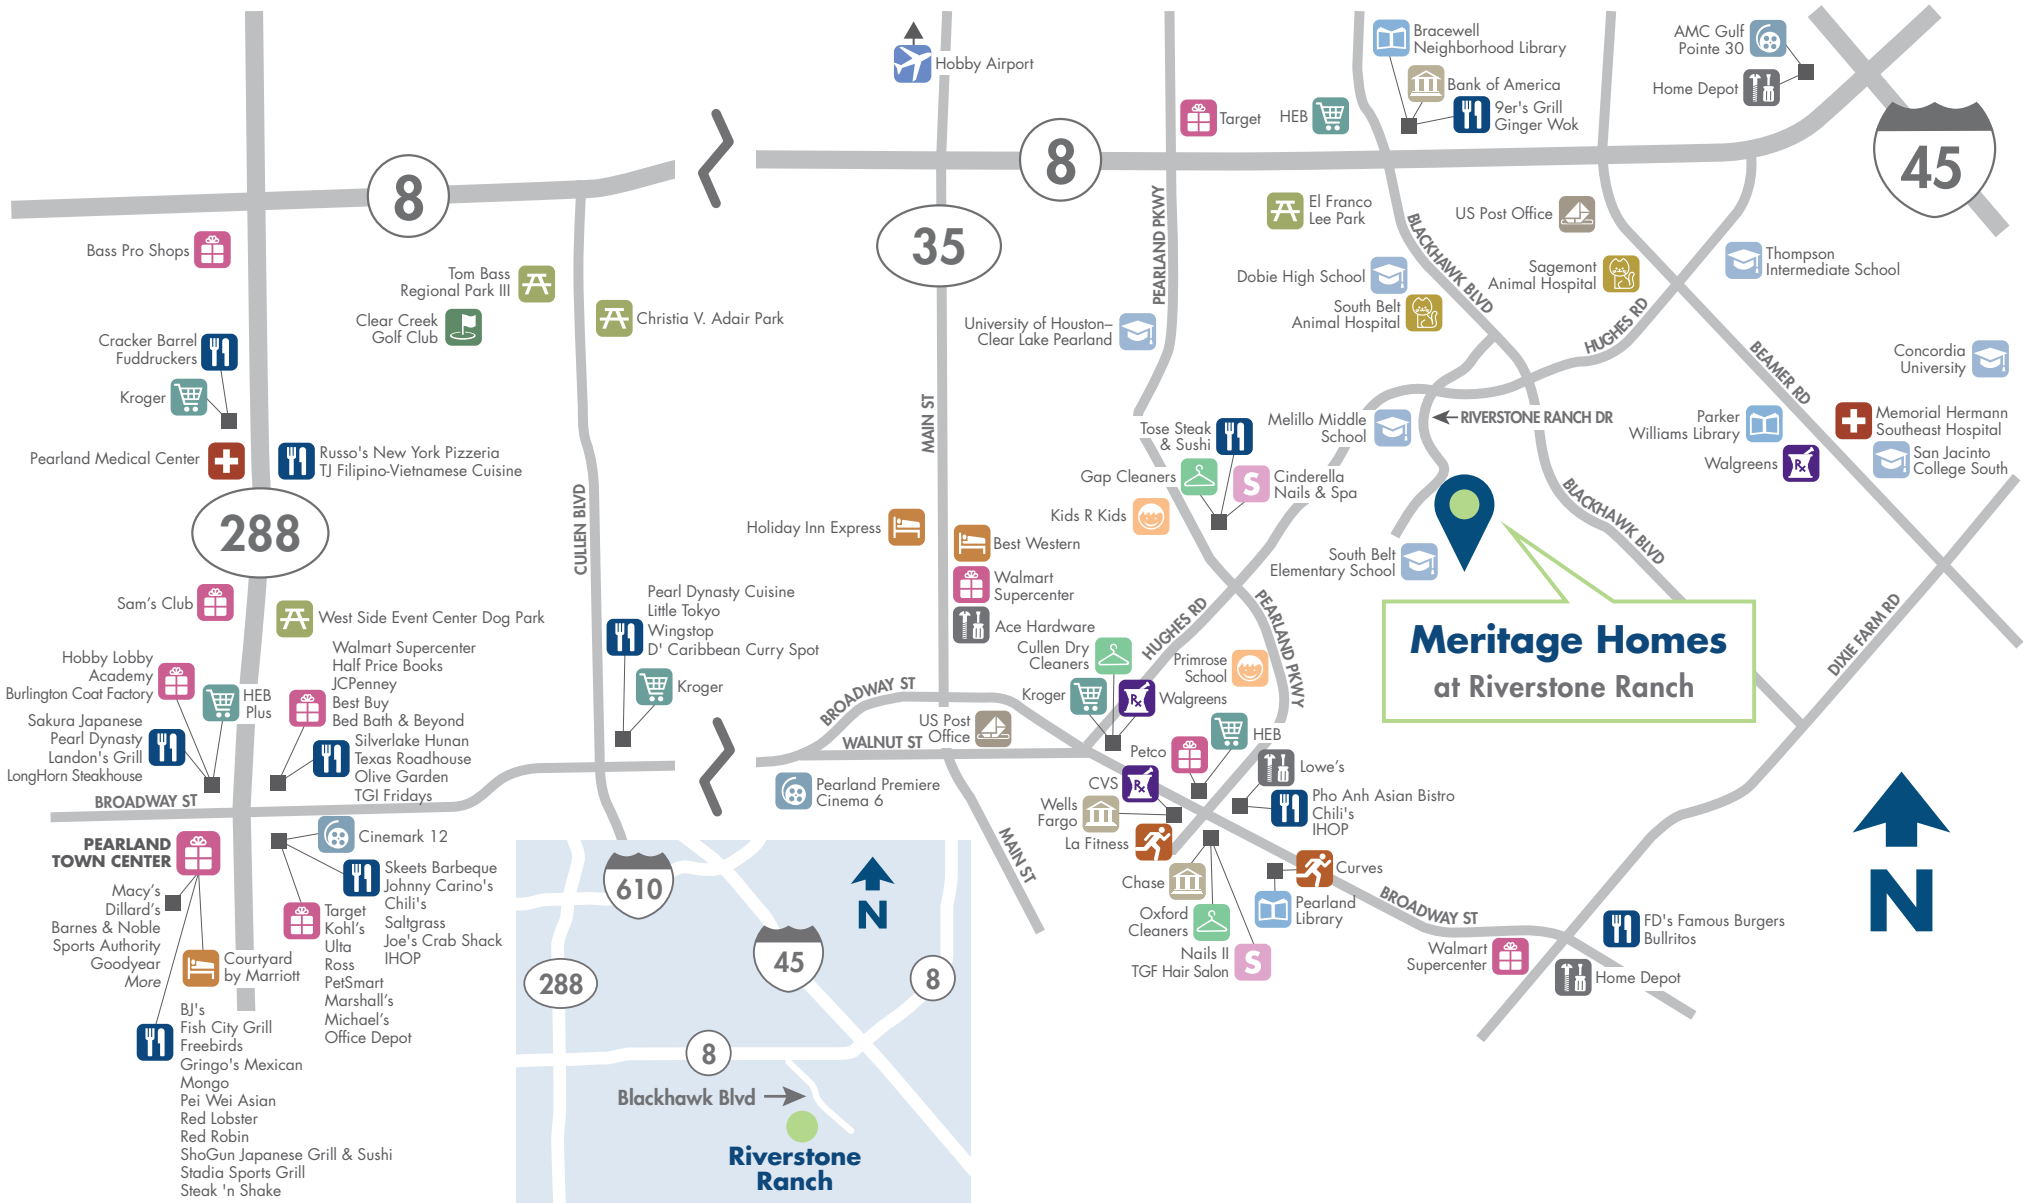 Hobby Airport
Bracewell
Neighborhood Library
Bank of America
9er's Grill
Ginger Wok
AMC Gulf
Pointe 30
Home Depot
Target
HEB
8
8
45
Bass Pro Shops
Tom Bass
Regional Park III
Clear Creek
Golf Club
Christia V. Adair Park
35
PEARLAND PKWY
El Franco
Lee Park
US Post Office
BLACKHAWK BLVD
Dobie High School
South Belt
Animal Hospital
Sagemont
Animal Hospital
Thompson
Intermediate School
HUGHES RD
University of Houston–
Clear Lake Pearland
BEAMER RD
Concordia
University
Cracker Barrel
Fuddruckers
Kroger
Pearland Medical Center
Russo's New York Pizzeria
TJ Filipino-Vietnamese Cuisine
MAIN ST
Tose Steak
& Sushi
Gap Cleaners
Cinderella
Nails & Spa
S
Kids R Kids
Melillo Middle
School
RIVERSTONE RANCH DR
Parker
Williams Library
Walgreens
Rx
Memorial Hermann
Southeast Hospital
San Jacinto
College South
288
CULLEN BLVD
Holiday Inn Express
Best Western
Walmart
Supercenter
Ace Hardware
South Belt
Elementary School
BLACKHAWK BLVD
Meritage Homes
at Riverstone Ranch
DIXIE FARM RD
Sam's Club
West Side Event Center Dog Park
Hobby Lobby
Academy
Burlington Coat Factory
HEB
Plus
Sakura Japanese
Pearl Dynasty
Landon's Grill
LongHorn Steakhouse
Walmart Supercenter
Half Price Books
JCPenney
Best Buy
Bed Bath & Beyond
Silverlake Hunan
Texas Roadhouse
Olive Garden
TGI Fridays
Pearl Dynasty Cuisine
Little Tokyo
Wingstop
D' Caribbean Curry Spot
Kroger
HUGHES RD
PEARLAND PKWY
Cullen Dry
Cleaners
Kroger
Rx
Walgreens
Primrose
School
BROADWAY ST
WALNUT ST
US Post
Office
Pearland Premiere
Cinema 6
Petco
HEB
CVS
Rx
Wells
Fargo
La Fitness
Lowe's
Pho Anh Asian Bistro
Chili's
IHOP
Chase
Oxford
Cleaners
Nails II
TGF Hair Salon
S
Curves
Pearland
Library
MAIN ST
BROADWAY ST
Walmart
Supercenter
FD's Famous Burgers
Bullritos
Home Depot
N
BROADWAY ST
PEARLAND
TOWN CENTER
Macy's
Dillard's
Barnes & Noble
Sports Authority
Goodyear
More
Courtyard
by Marriott
Cinemark 12
Skeets Barbeque
Johnny Carino's
Chili's
Saltgrass
Joe's Crab Shack
IHOP
Target
Kohl's
Ulta
Ross
PetSmart
Marshall's
Michael's
Office Depot
BJ's
Fish City Grill
Freebirds
Gringo's Mexican
Mongo
Pei Wei Asian
Red Lobster
Red Robin
ShoGun Japanese Grill & Sushi
Stadia Sports Grill
Steak 'n Shake
610
N
45
288
8
8
Blackhawk Blvd
Riverstone
Ranch